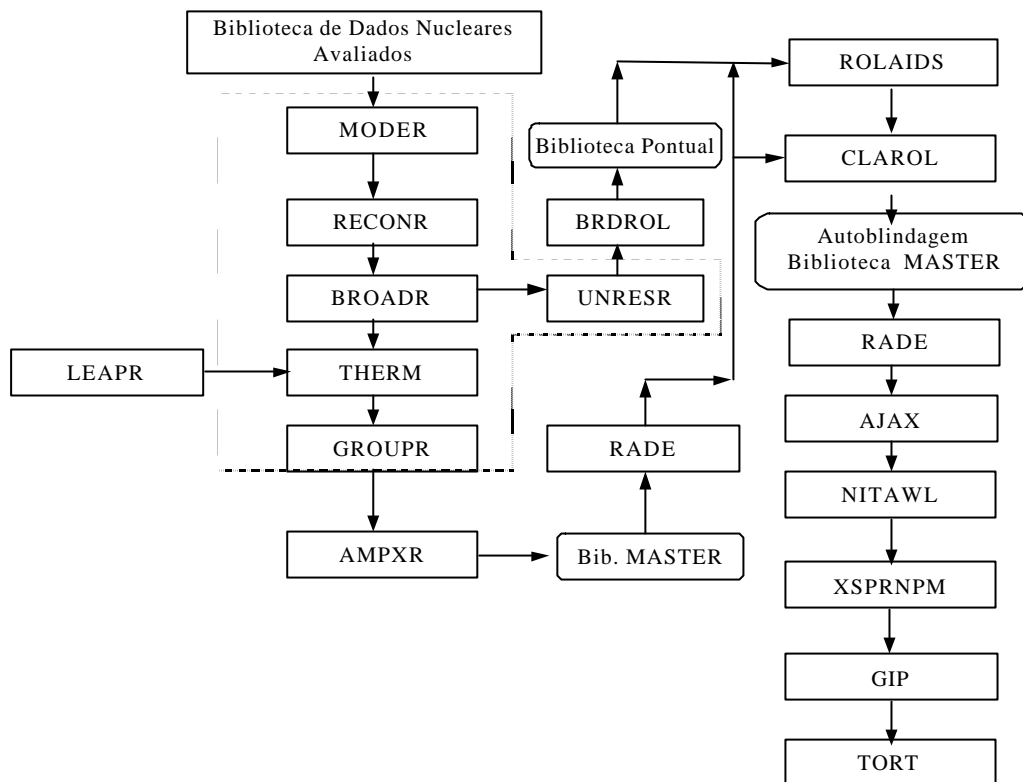 Biblioteca de Dados Nucleares
Avaliados
MODER
RECONR
BROADR
THERM
GROUPR
AMPXR
LEAPR
UNRESR
BRDROL
Biblioteca Pontual
Bib. MASTER
RADE
ROLAIDS
CLAROL
Autoblindagem
Biblioteca MASTER
RADE
AJAX
NITAWL
XSPRNPM
GIP
TORT